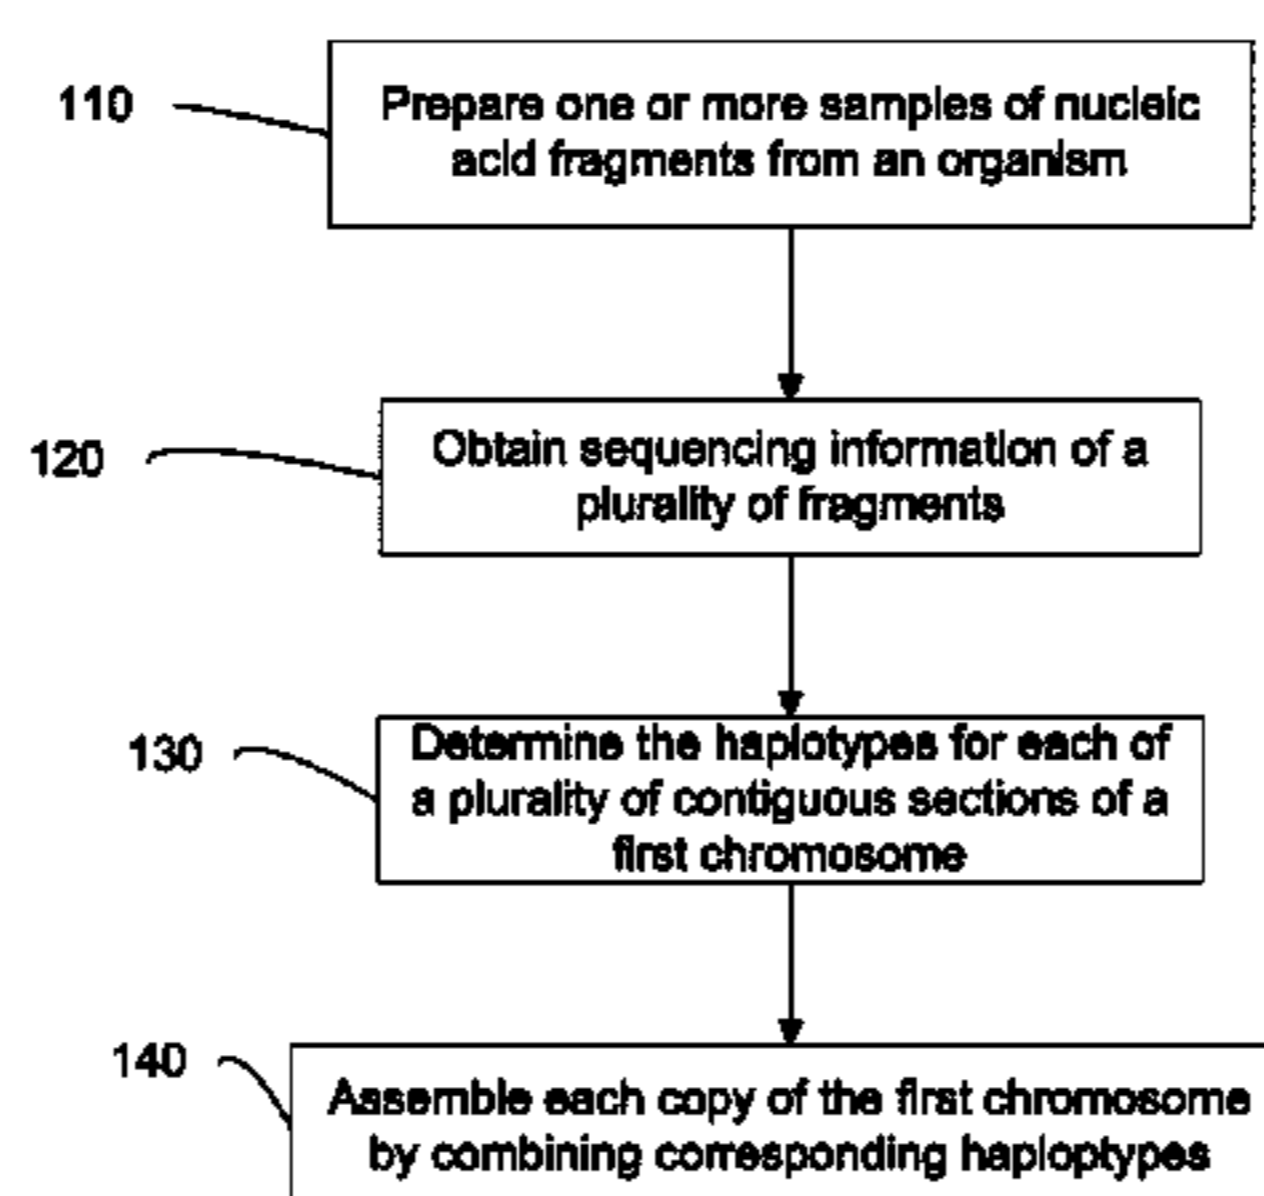 110
Prepare one or more samples of nucleic
acid fragments from an organism
120
Obtain sequencing information of a
plurality of fragments
130
Determine the haplotypes for each of
a plurality of contiguous sections of a
first chromosome
140
Assemble each copy of the first chromosome
by combining corresponding haploptypes